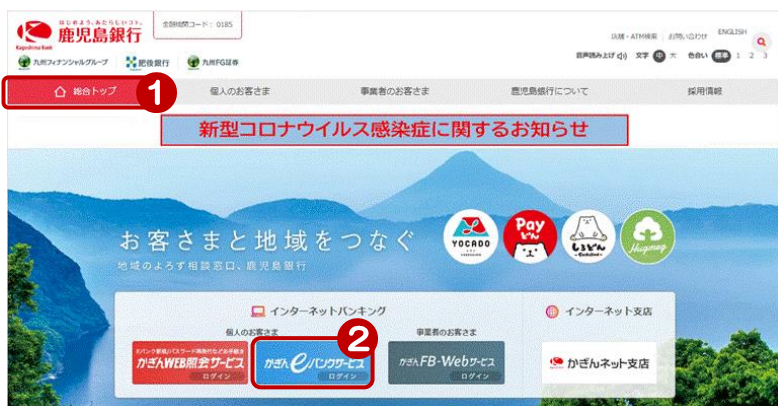 はじめよう、あたらしいコト。
鹿児島銀行
Kagoshima Bank
金融機関コード：0185
店舗・ATM検索 お問い合わせ ENGLISH
九州フィナンシャルグループ 肥後銀行 九州FG証券
音声読み上げ 文字 中 大 色合い 標準 1 2 3
総合トップ 1 個人のお客さま 事業者のお客さま 鹿児島銀行について 採用情報
新型コロナウイルス感染症に関するお知らせ
お客さまと地域をつなぐ
地域のよろず相談窓口、鹿児島銀行
YOCADO
Pay
どん
Hugmeg
インターネットバンキング
インターネット支店
個人のお客さま 2 事業者のお客さま
かぎんWEB照会サービス
ログイン
かぎんeバンクサービス
ログイン
かぎんFB-Webサービス
ログイン
かぎんネット支店